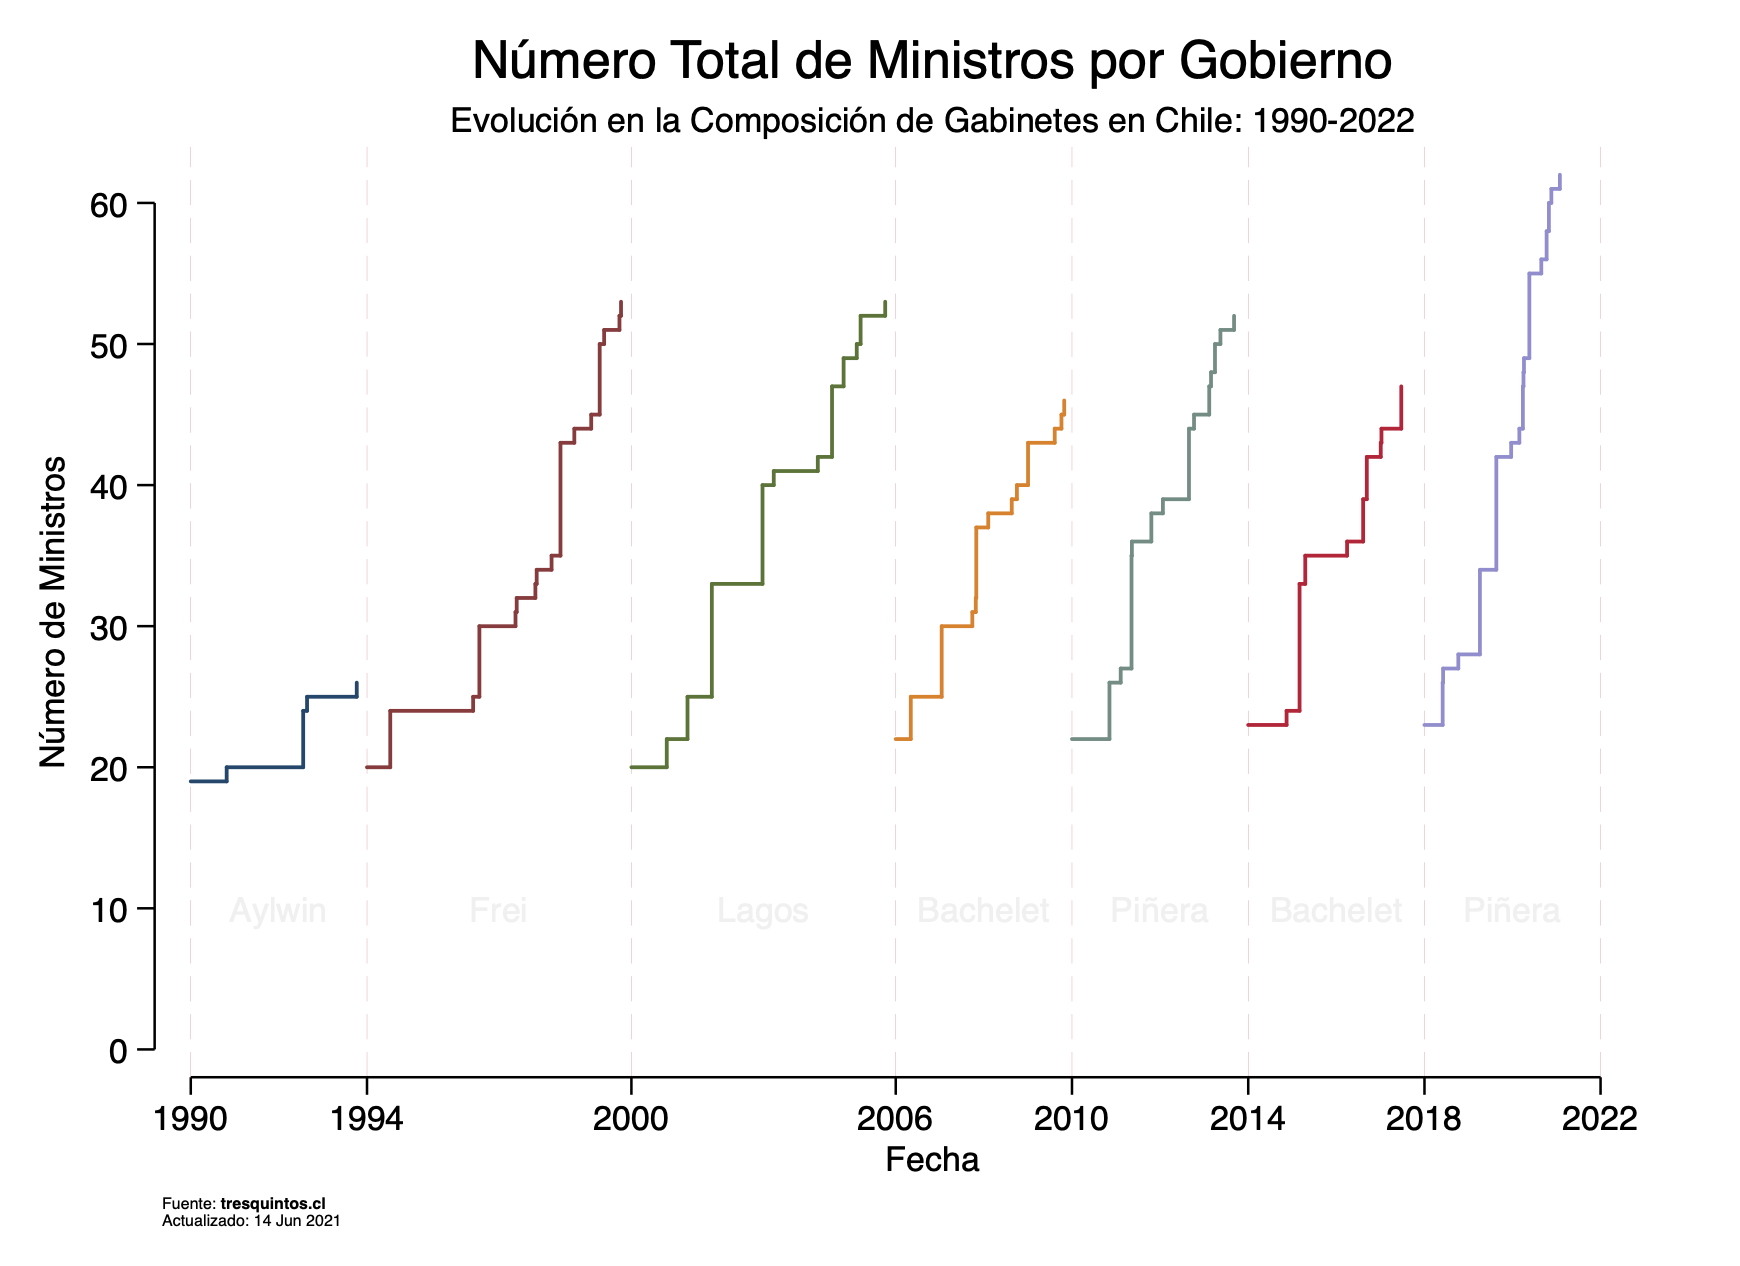 Número Total de Ministros por Gobierno
Evolución en la Composición de Gabinetes en Chile: 1990-2022
60
50
40
30
20
10
0
Número de Ministros
Aylwin Frei Lagos Bachelet Piñera Bachelet Piñera
1990 1994 2000 2006 2010 2014 2018 2022
Fecha
Fuente: tresquintos.cl
Actualizado: 14 Jun 2021